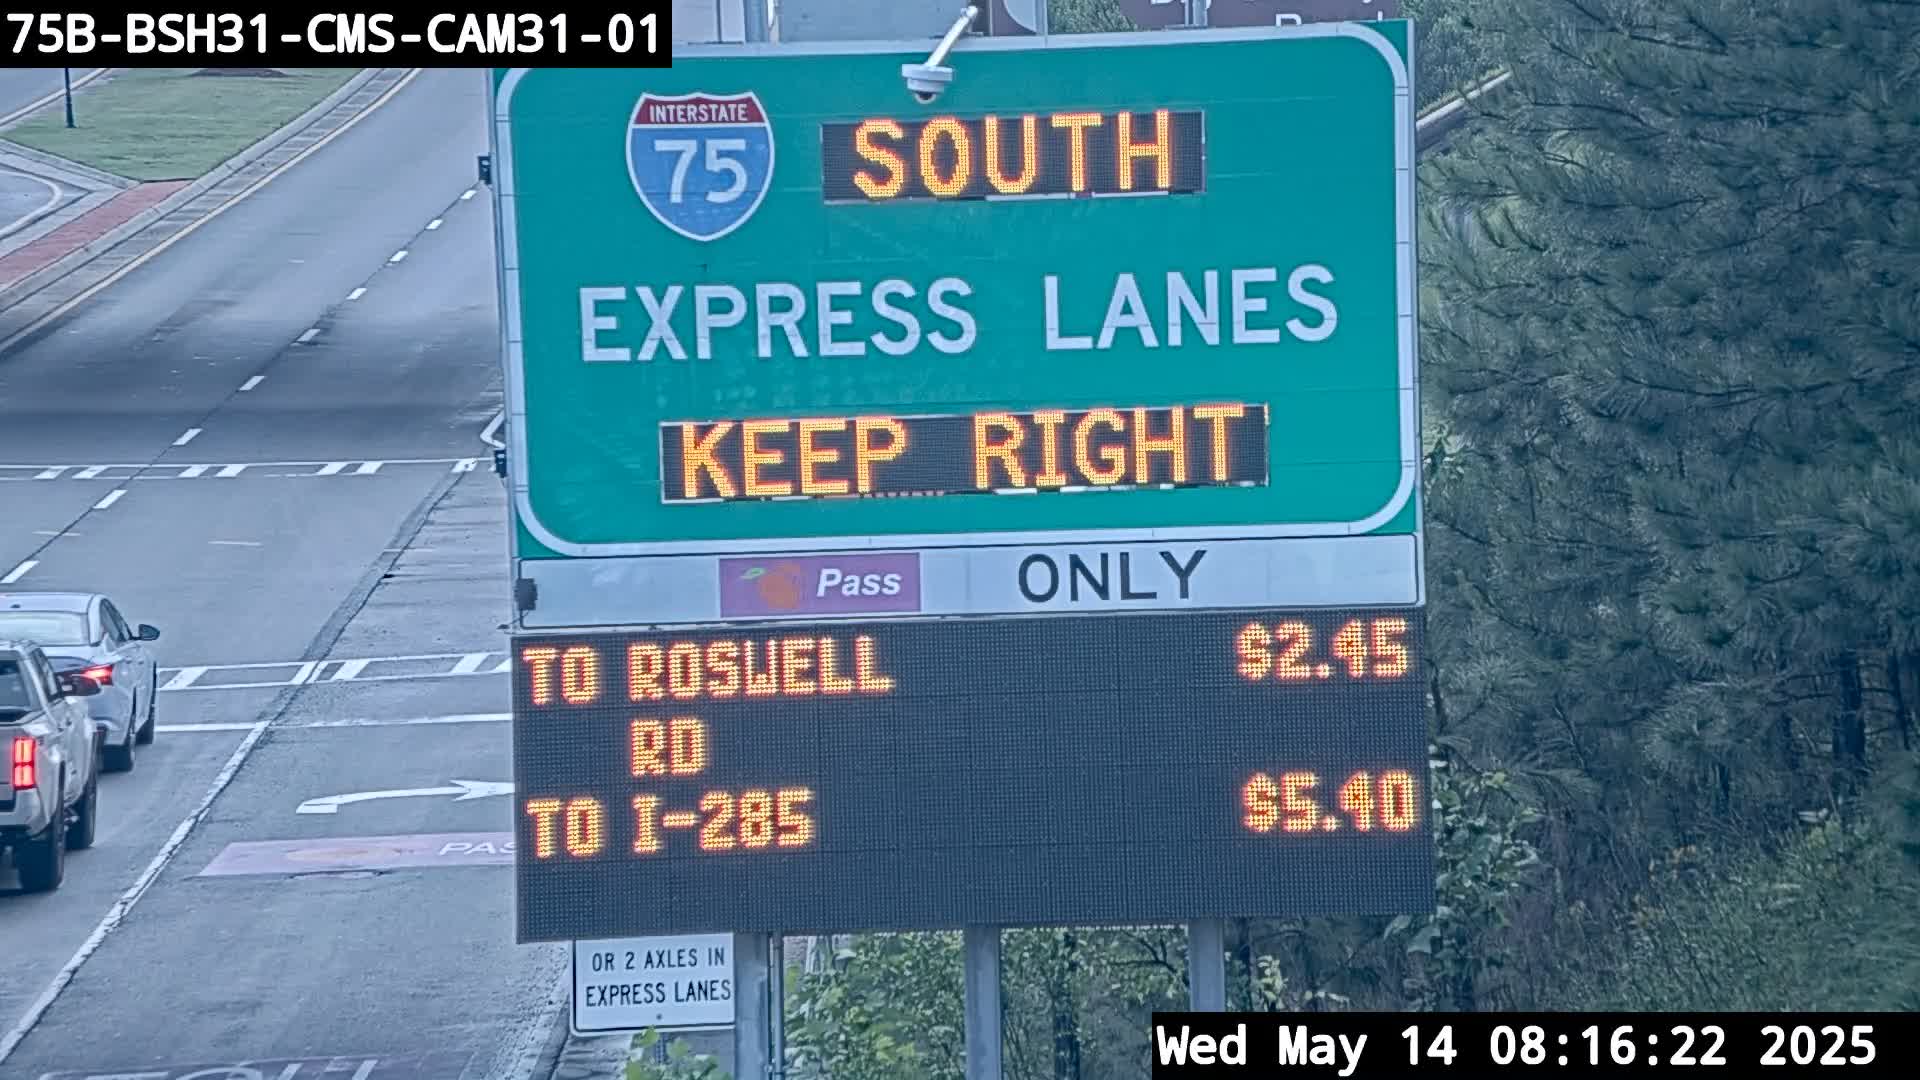 75B-BSH31-CMS-CAM31-01
INTERSTATE
75
SOUTH
EXPRESS LANES
KEEP RIGHT
Pass ONLY
TO ROSWELL $2.45
RD
TO I-285 $5.40
OR 2 AXLES IN
EXPRESS LANES
Wed May 14 08:16:22 2025